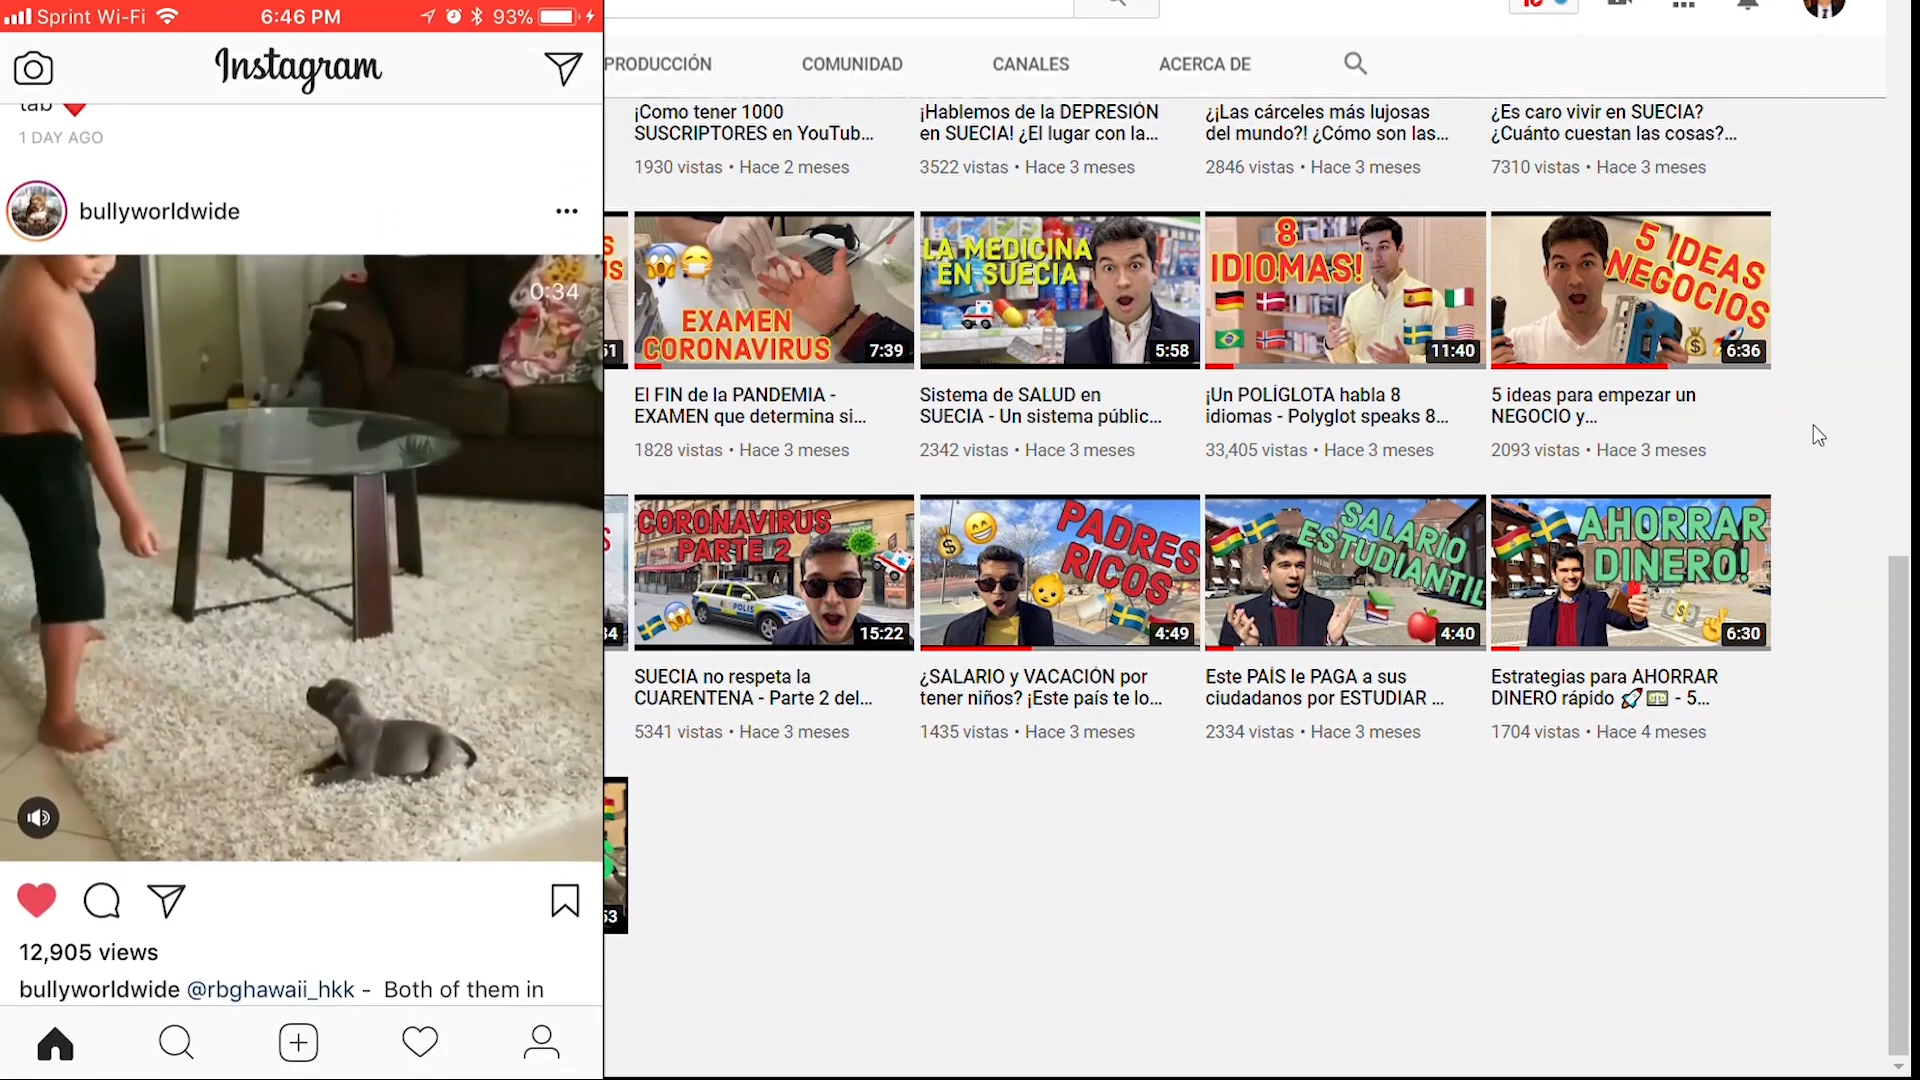 Sprint Wi-Fi 6:46 PM 93%
Instagram
tab
1 DAY AGO
bullyworldwide
0:34
12,905 views
bullyworldwide @rbghawaii_hkk - Both of them in
PRODUCCIÓN COMUNIDAD CANALES ACERCA DE
¡Como tener 1000
SUSCRIPTORES en YouTub...
1930 vistas • Hace 2 meses
¡Hablemos de la DEPRESIÓN
en SUECIA! ¿El lugar con la...
3522 vistas • Hace 3 meses
¿¡Las cárceles más lujosas
del mundo?! ¿Cómo son las...
2846 vistas • Hace 3 meses
¿Es caro vivir en SUECIA?
¿Cuánto cuestan las cosas?...
7310 vistas • Hace 3 meses
51
EXAMEN
CORONAVIRUS
7:39
El FIN de la PANDEMIA -
EXAMEN que determina si...
1828 vistas • Hace 3 meses
LA MEDICINA
EN SUECIA
5:58
Sistema de SALUD en
SUECIA - Un sistema públic...
2342 vistas • Hace 3 meses
8
IDIOMAS!
11:40
¡Un POLÍGLOTA habla 8
idiomas - Polyglot speaks 8...
33,405 vistas • Hace 3 meses
5 IDEAS
NEGOCIOS
6:36
5 ideas para empezar un
NEGOCIO y...
2093 vistas • Hace 3 meses
34
CORONAVIRUS
PARTE 2
POLIS
15:22
SUECIA no respeta la
CUARENTENA - Parte 2 del...
5341 vistas • Hace 3 meses
PADRES
RICOS
4:49
¿SALARIO y VACACIÓN por
tener niños? ¡Este país te lo...
1435 vistas • Hace 3 meses
SALARIO
ESTUDIANTIL
4:40
Este PAÍS le PAGA a sus
ciudadanos por ESTUDIAR ...
2334 vistas • Hace 3 meses
AHORRAR
DINERO!
6:30
Estrategias para AHORRAR
DINERO rápido 🚀💵 - 5...
1704 vistas • Hace 4 meses
53